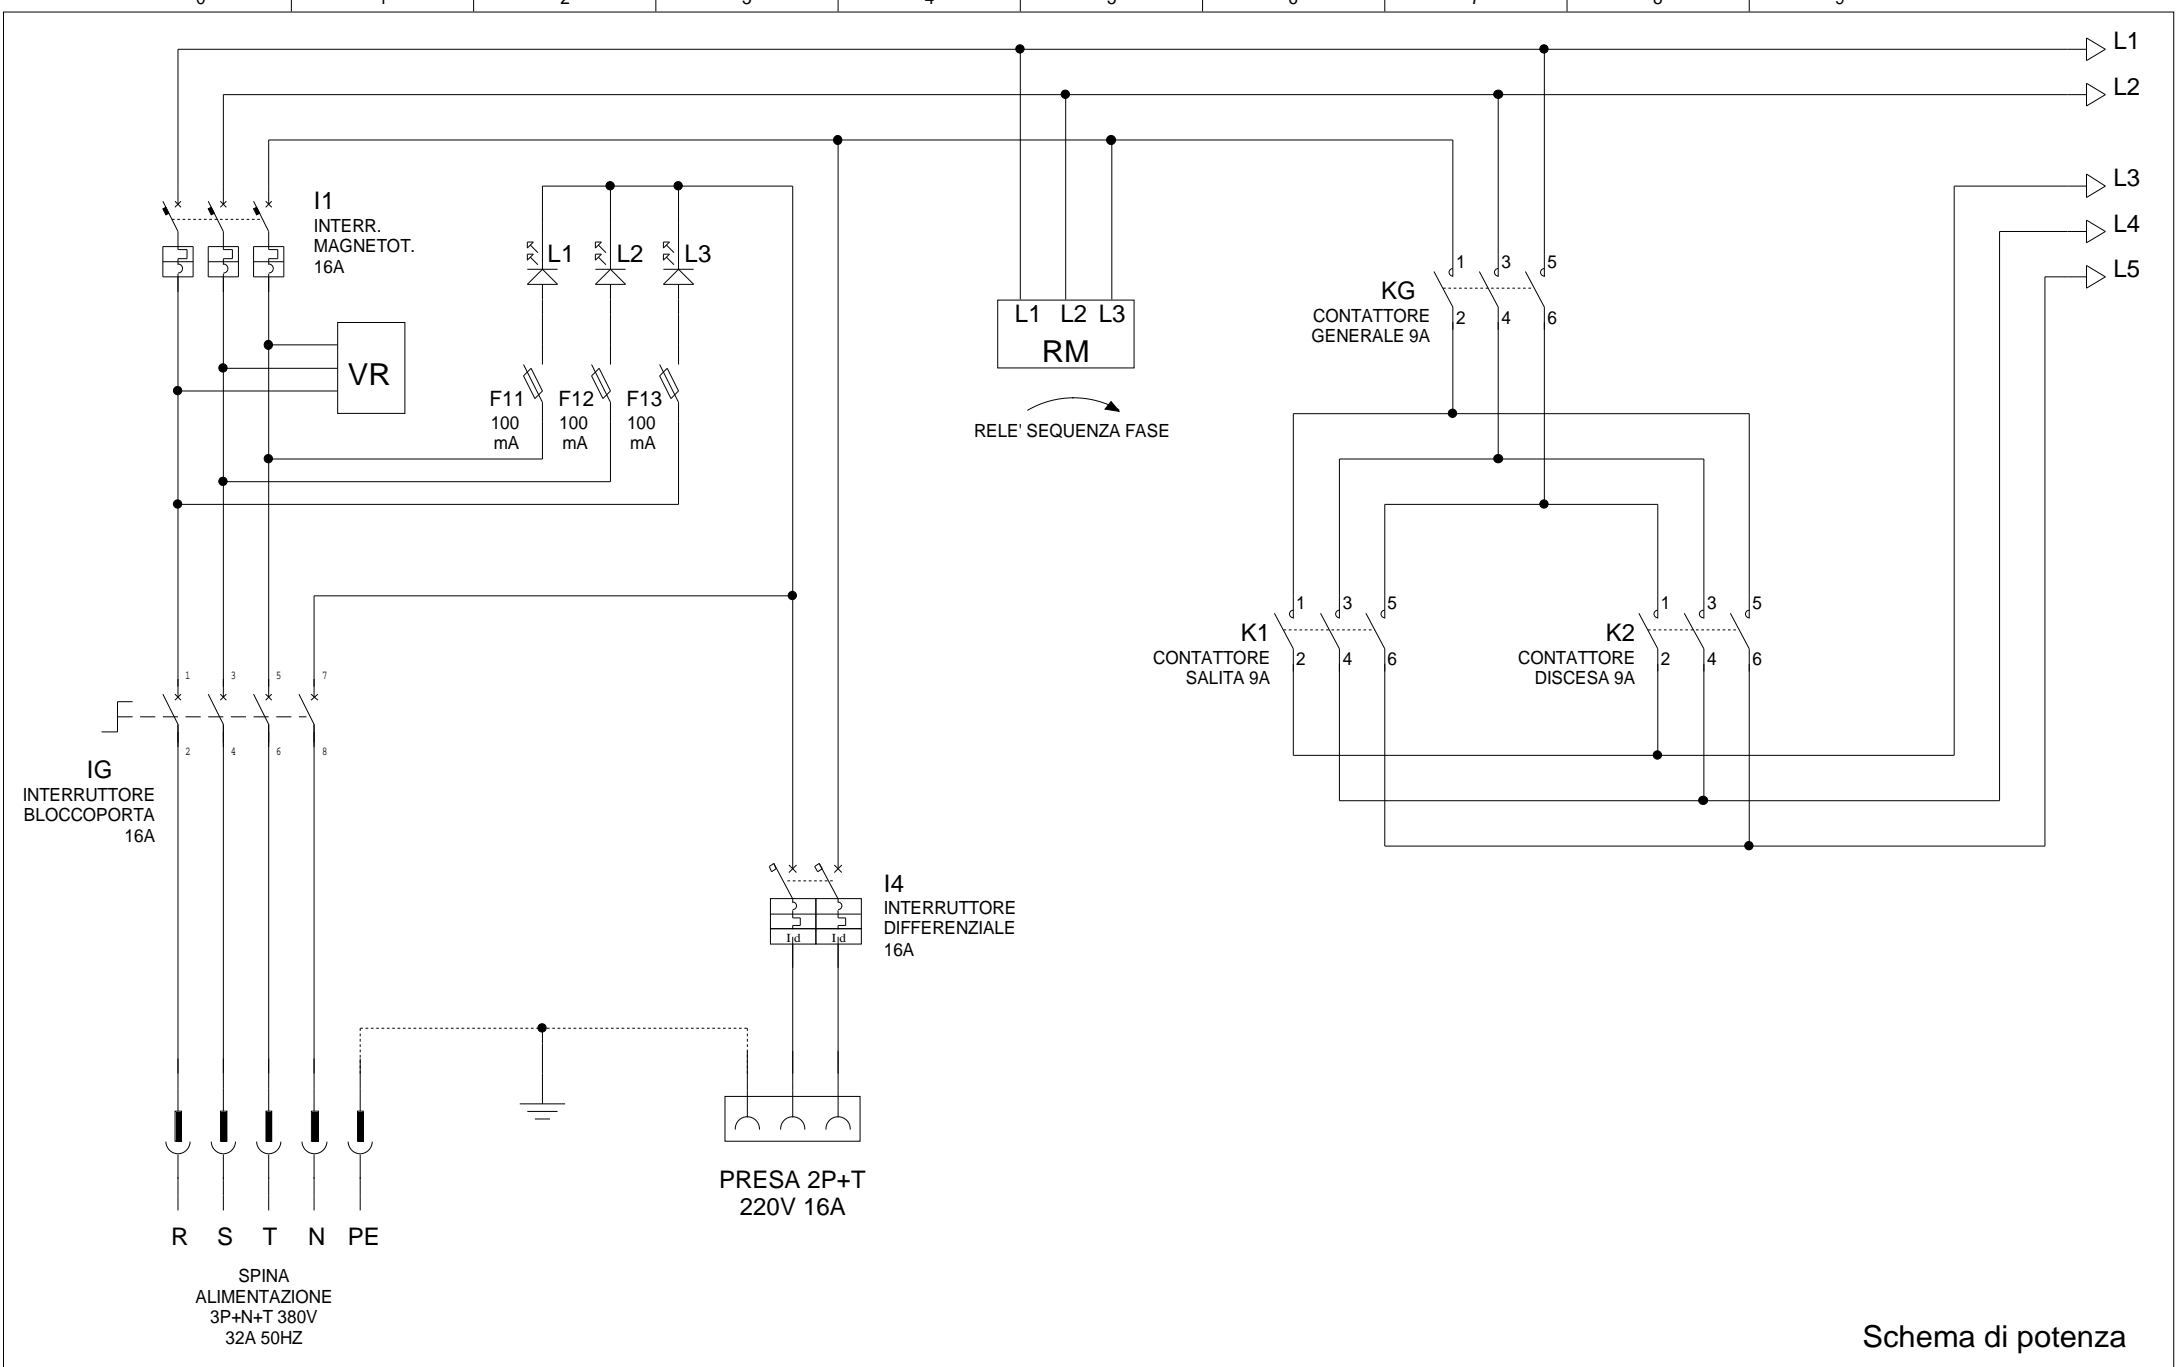 L1
L2
L3
L4
L5
I1
INTERR.
MAGNETOT.
16A
L1
L2
L3
VR
F11
100
mA
F12
100
mA
F13
100
mA
L1 L2 L3
RM
RELE' SEQUENZA FASE
KG
CONTATTORE
GENERALE 9A
1
3
5
2
4
6
K1
CONTATTORE
SALITA 9A
1
3
5
2
4
6
K2
CONTATTORE
DISCESA 9A
1
3
5
2
4
6
1
3
5
7
2
4
6
8
IG
INTERRUTTORE
BLOCCOPORTA
16A
I4
INTERRUTTORE
DIFFERENZIALE
16A
Id
Id
PRESA 2P+T
220V 16A
R S T N PE
SPINA
ALIMENTAZIONE
3P+N+T 380V
32A 50HZ
Schema di potenza